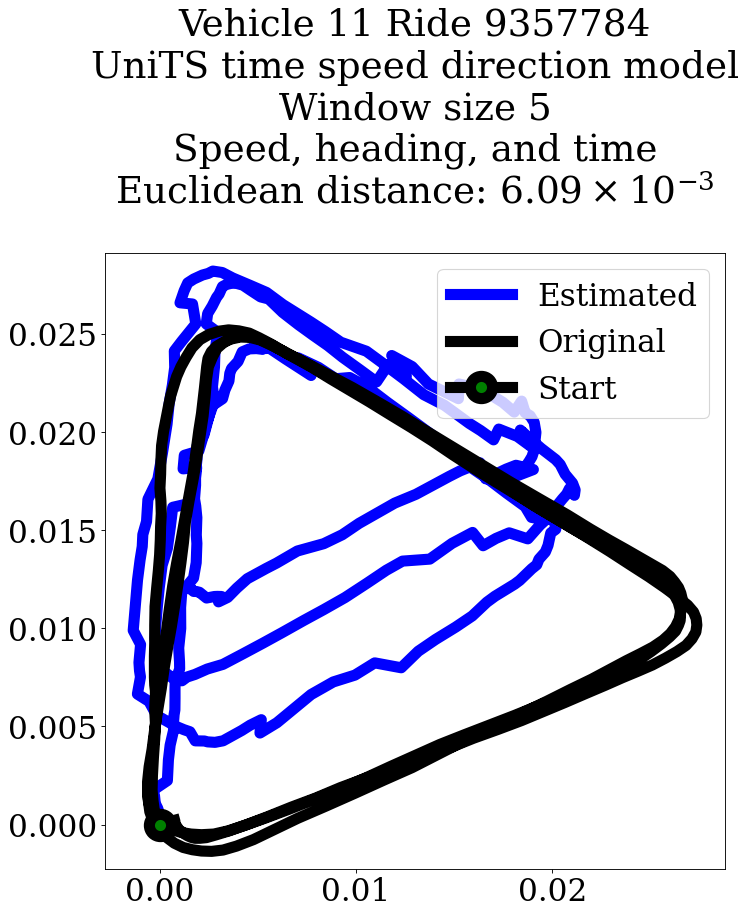 Vehicle 11 Ride 9357784
UniTS time speed direction model
Window size 5
Speed, heading, and time
Euclidean distance: 6.09 × 10⁻³
Estimated
Original
Start
0.025
0.020
0.015
0.010
0.005
0.000
0.00 0.01 0.02